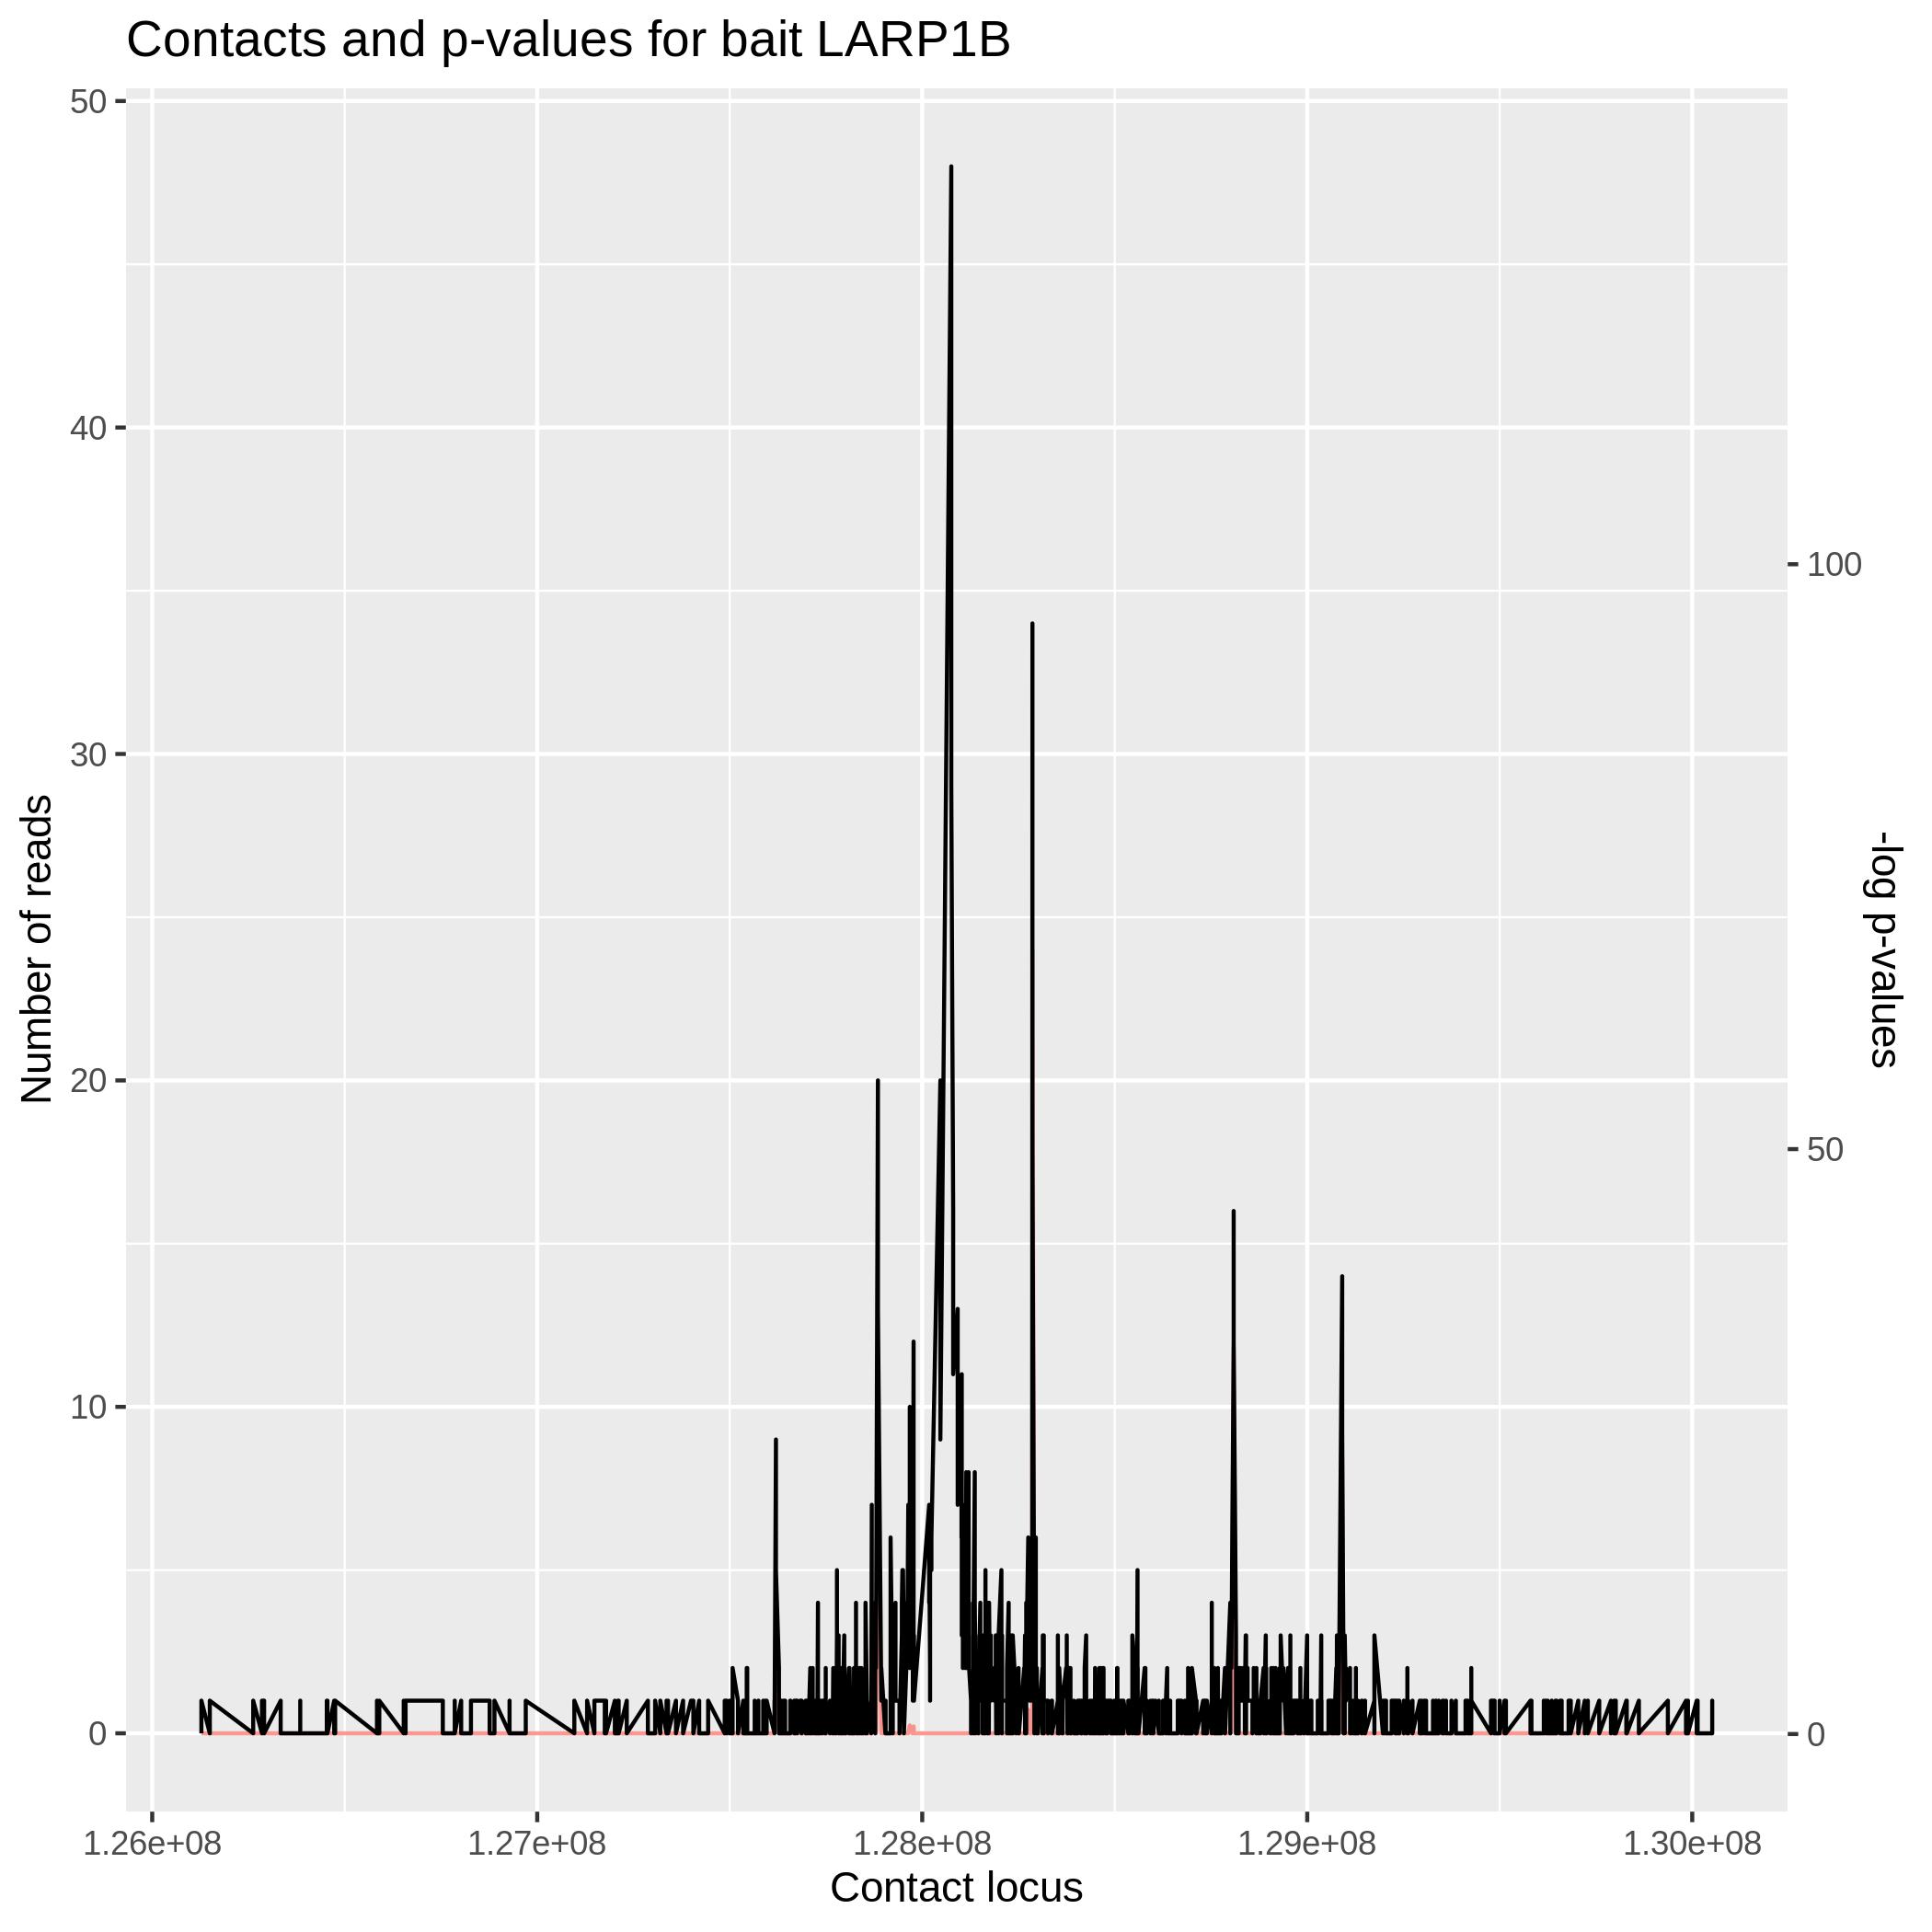 Contacts and p-values for bait LARP1B
50
40
30
20
10
0
Number of reads
100
50
0
-log p-values
1.26e+08 1.27e+08 1.28e+08 1.29e+08 1.30e+08
Contact locus